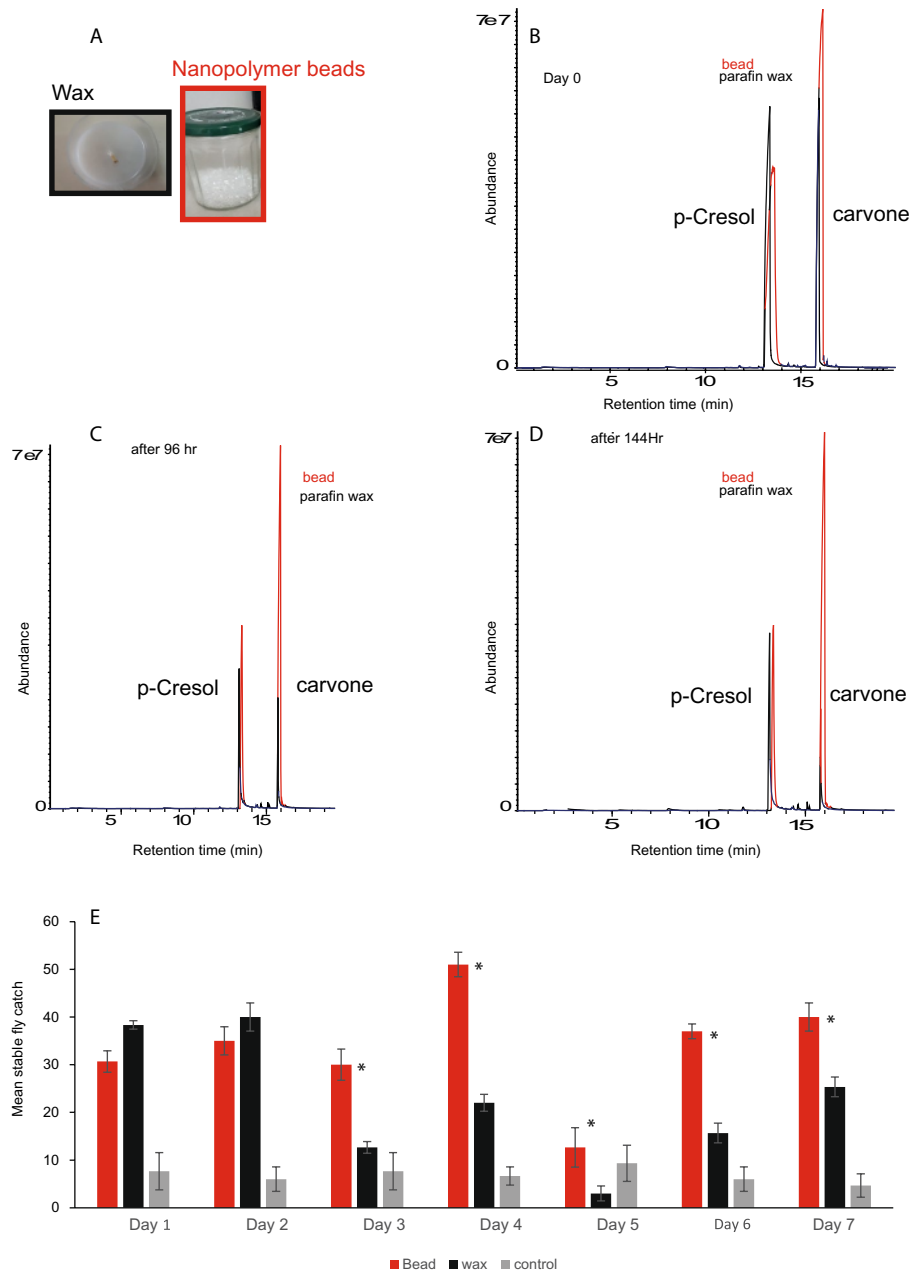 A
Wax
Nanopolymer beads
B
Day 0
bead
parafin wax
7e7
Abundance
p-Cresol
carvone
0
5
10
15
Retention time (min)
C
after 96 hr
bead
parafin wax
7e7
Abundance
p-Cresol
carvone
0
5
10
15
Retention time (min)
D
after 144Hr
bead
parafin wax
7e7
Abundance
p-Cresol
carvone
0
5
10
15
Retention time (min)
E
Mean stable fly catch
60
50
40
30
20
10
0
*
*
*
*
*
Day 1
Day 2
Day 3
Day 4
Day 5
Day 6
Day 7
Bead
wax
control